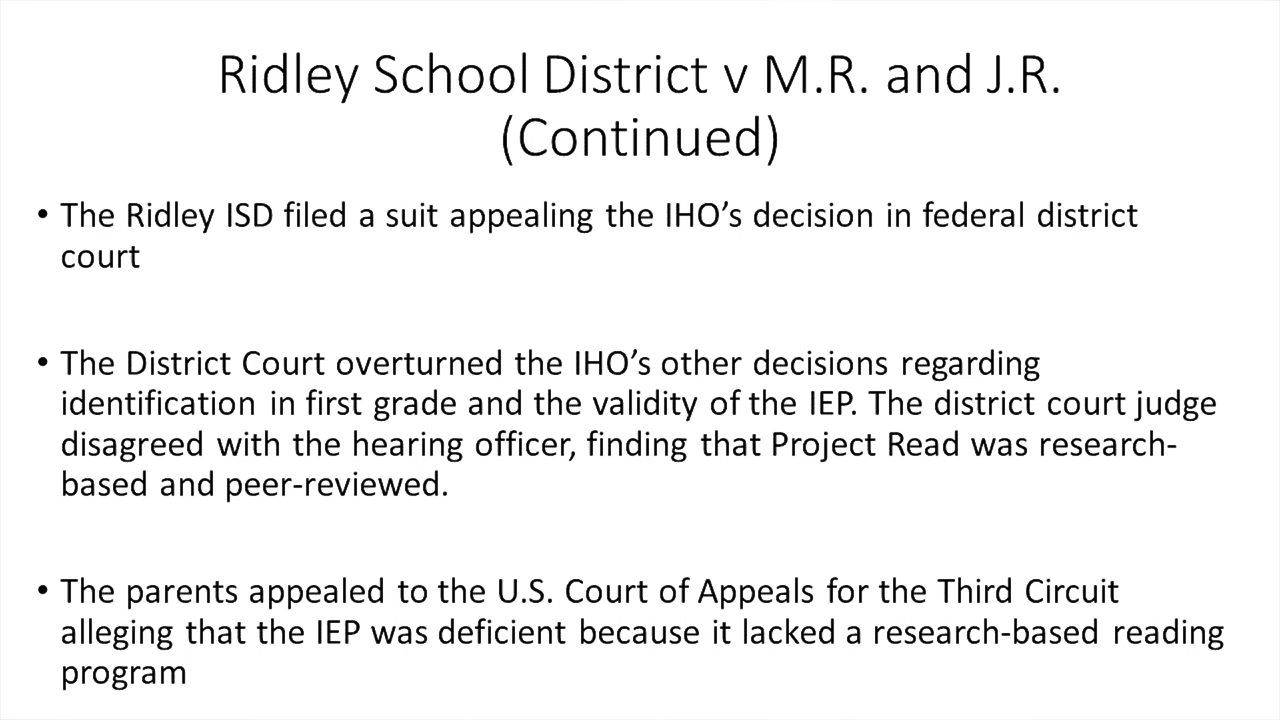 Ridley School District v M.R. and J.R.
(Continued)
• The Ridley ISD filed a suit appealing the IHO’s decision in federal district
court
• The District Court overturned the IHO’s other decisions regarding
identification in first grade and the validity of the IEP. The district court judge
disagreed with the hearing officer, finding that Project Read was research-
based and peer-reviewed.
• The parents appealed to the U.S. Court of Appeals for the Third Circuit
alleging that the IEP was deficient because it lacked a research-based reading
program